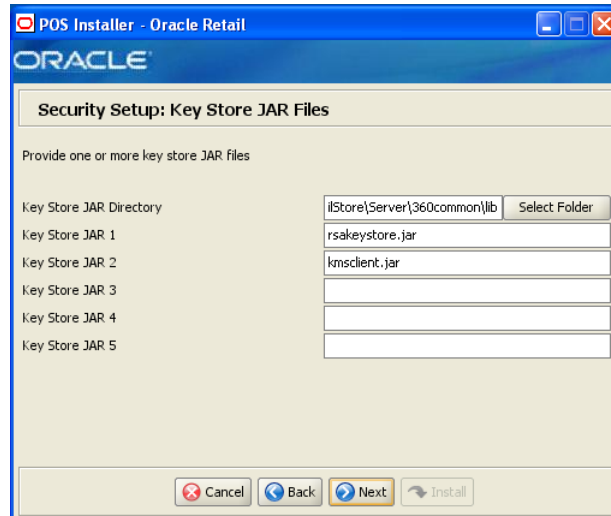 POS Installer - Oracle Retail
ORACLE
Security Setup: Key Store JAR Files
Provide one or more key store JAR files
Key Store JAR Directory ilStore\Server\360common\lib Select Folder
Key Store JAR 1 rsakeystore.jar
Key Store JAR 2 kmsclient.jar
Key Store JAR 3
Key Store JAR 4
Key Store JAR 5
Cancel Back Next Install